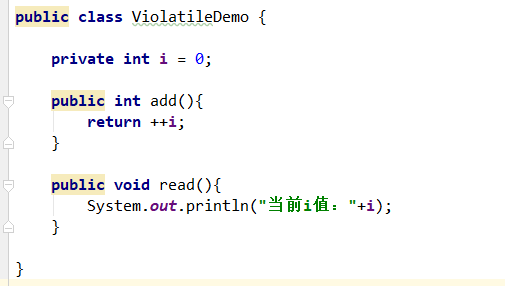 public class ViolatileDemo {
private int i = 0;
public int add(){
return ++i;
}
public void read(){
System.out.println("当前i值："+i);
}
}